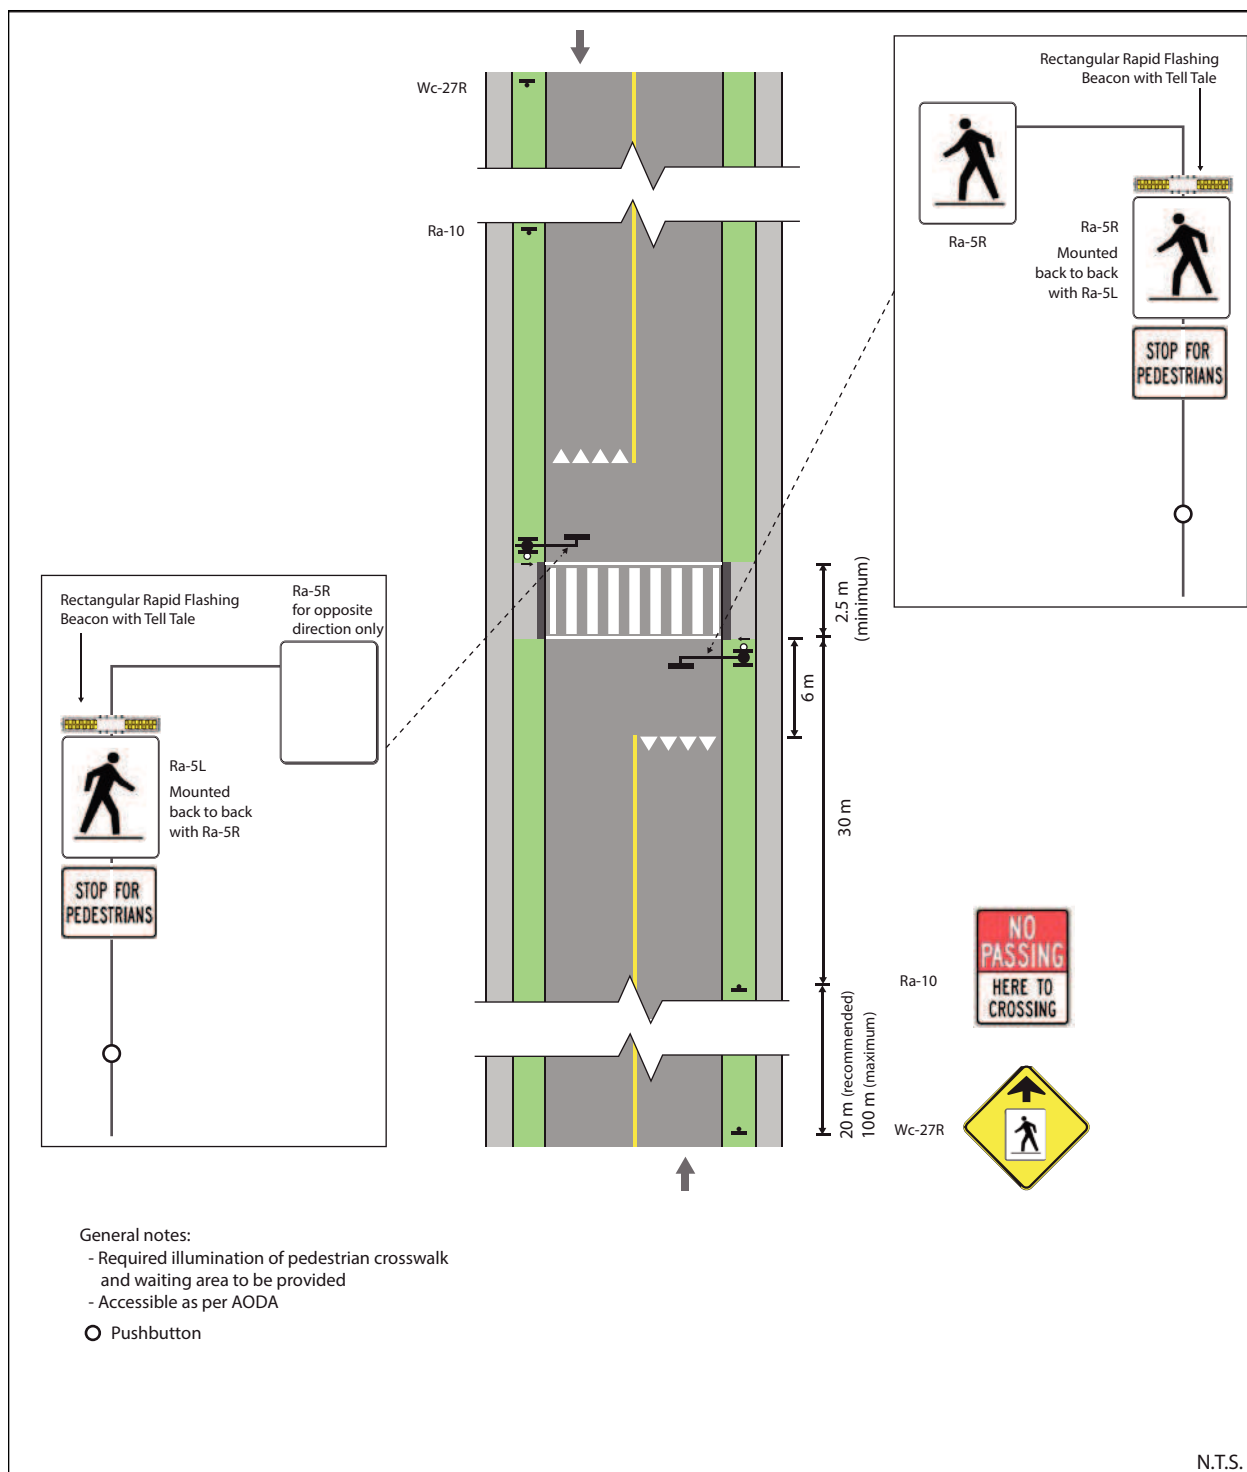 Wc-27R
Rectangular Rapid Flashing
Beacon with Tell Tale
Ra-10
Ra-5R
Ra-5R
Mounted
back to back
with Ra-5L
STOP FOR
PEDESTRIANS
2.5 m
(minimum)
6 m
30 m
20 m (recommended)
100 m (maximum)
Rectangular Rapid Flashing
Beacon with Tell Tale
Ra-5R
for opposite
direction only
Ra-5L
Mounted
back to back
with Ra-5R
STOP FOR
PEDESTRIANS
Ra-10
NO
PASSING
HERE TO
CROSSING
Wc-27R
General notes:
- Required illumination of pedestrian crosswalk
and waiting area to be provided
- Accessible as per AODA
Pushbutton
N.T.S.